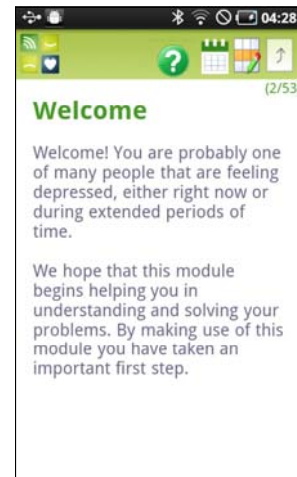 04:28
(2/53
Welcome
Welcome! You are probably one
of many people that are feeling
depressed, either right now or
during extended periods of
time.
We hope that this module
begins helping you in
understanding and solving your
problems. By making use of this
module you have taken an
important first step.